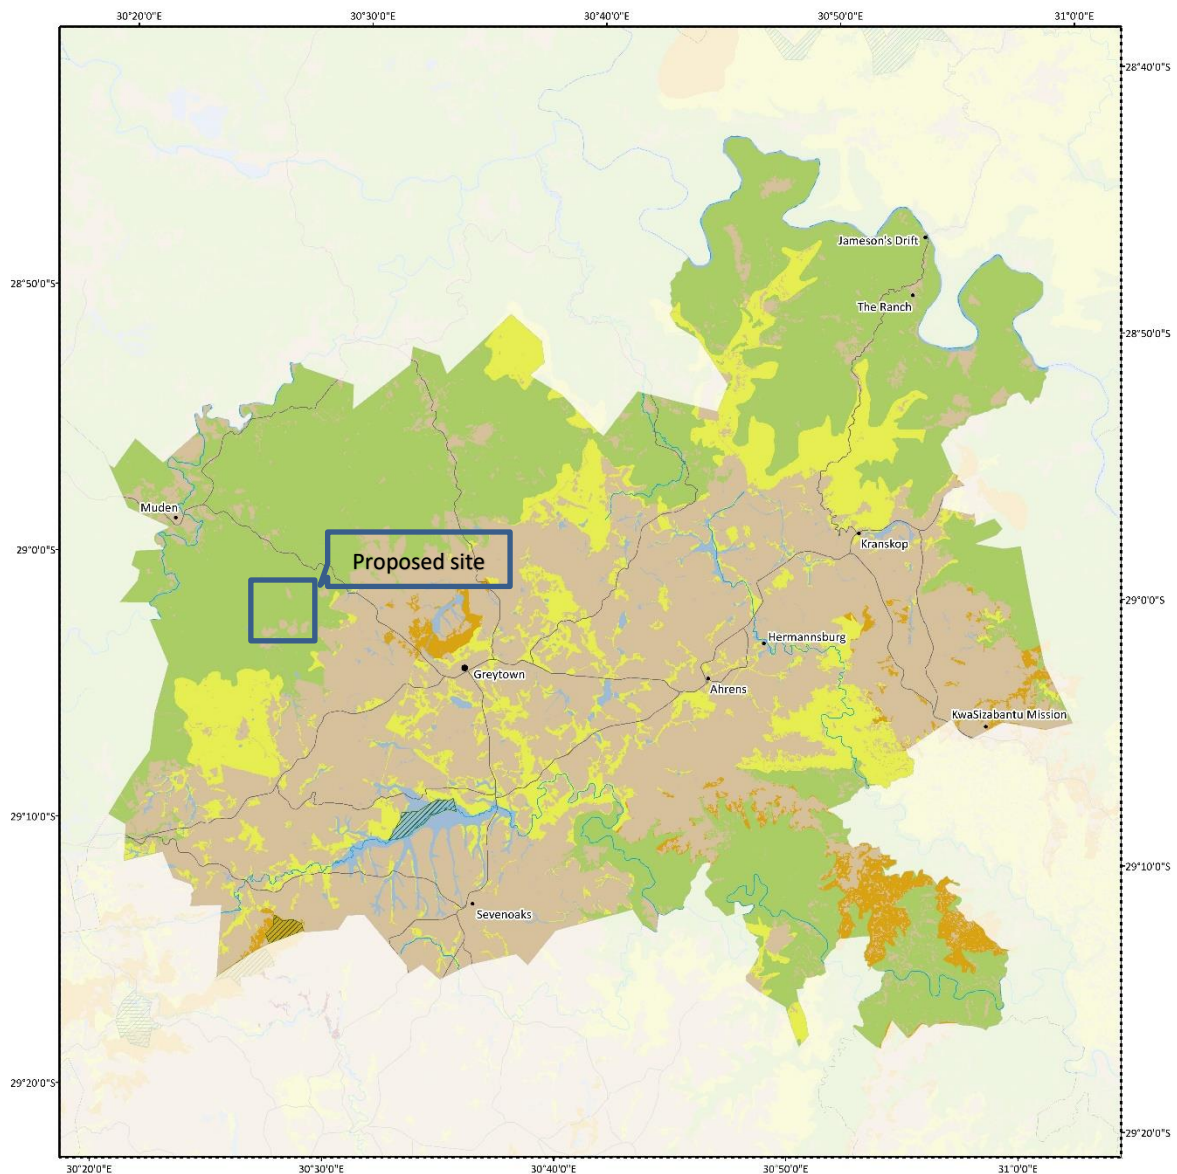 30°20'0"E
30°30'0"E
30°40'0"E
30°50'0"E
31°0'0"E
28°40'0"S
Jameson's Drift
28°50'0"S
The Ranch
28°50'0"S
Muden
Kranskop
29°0'0"S
Proposed site
29°0'0"S
Hermannsburg
Greytown
Ahrens
KwaSizabantu Mission
29°10'0"S
29°10'0"S
Sevenoaks
29°20'0"S
29°20'0"S
30°20'0"E
30°30'0"E
30°40'0"E
30°50'0"E
31°0'0"E